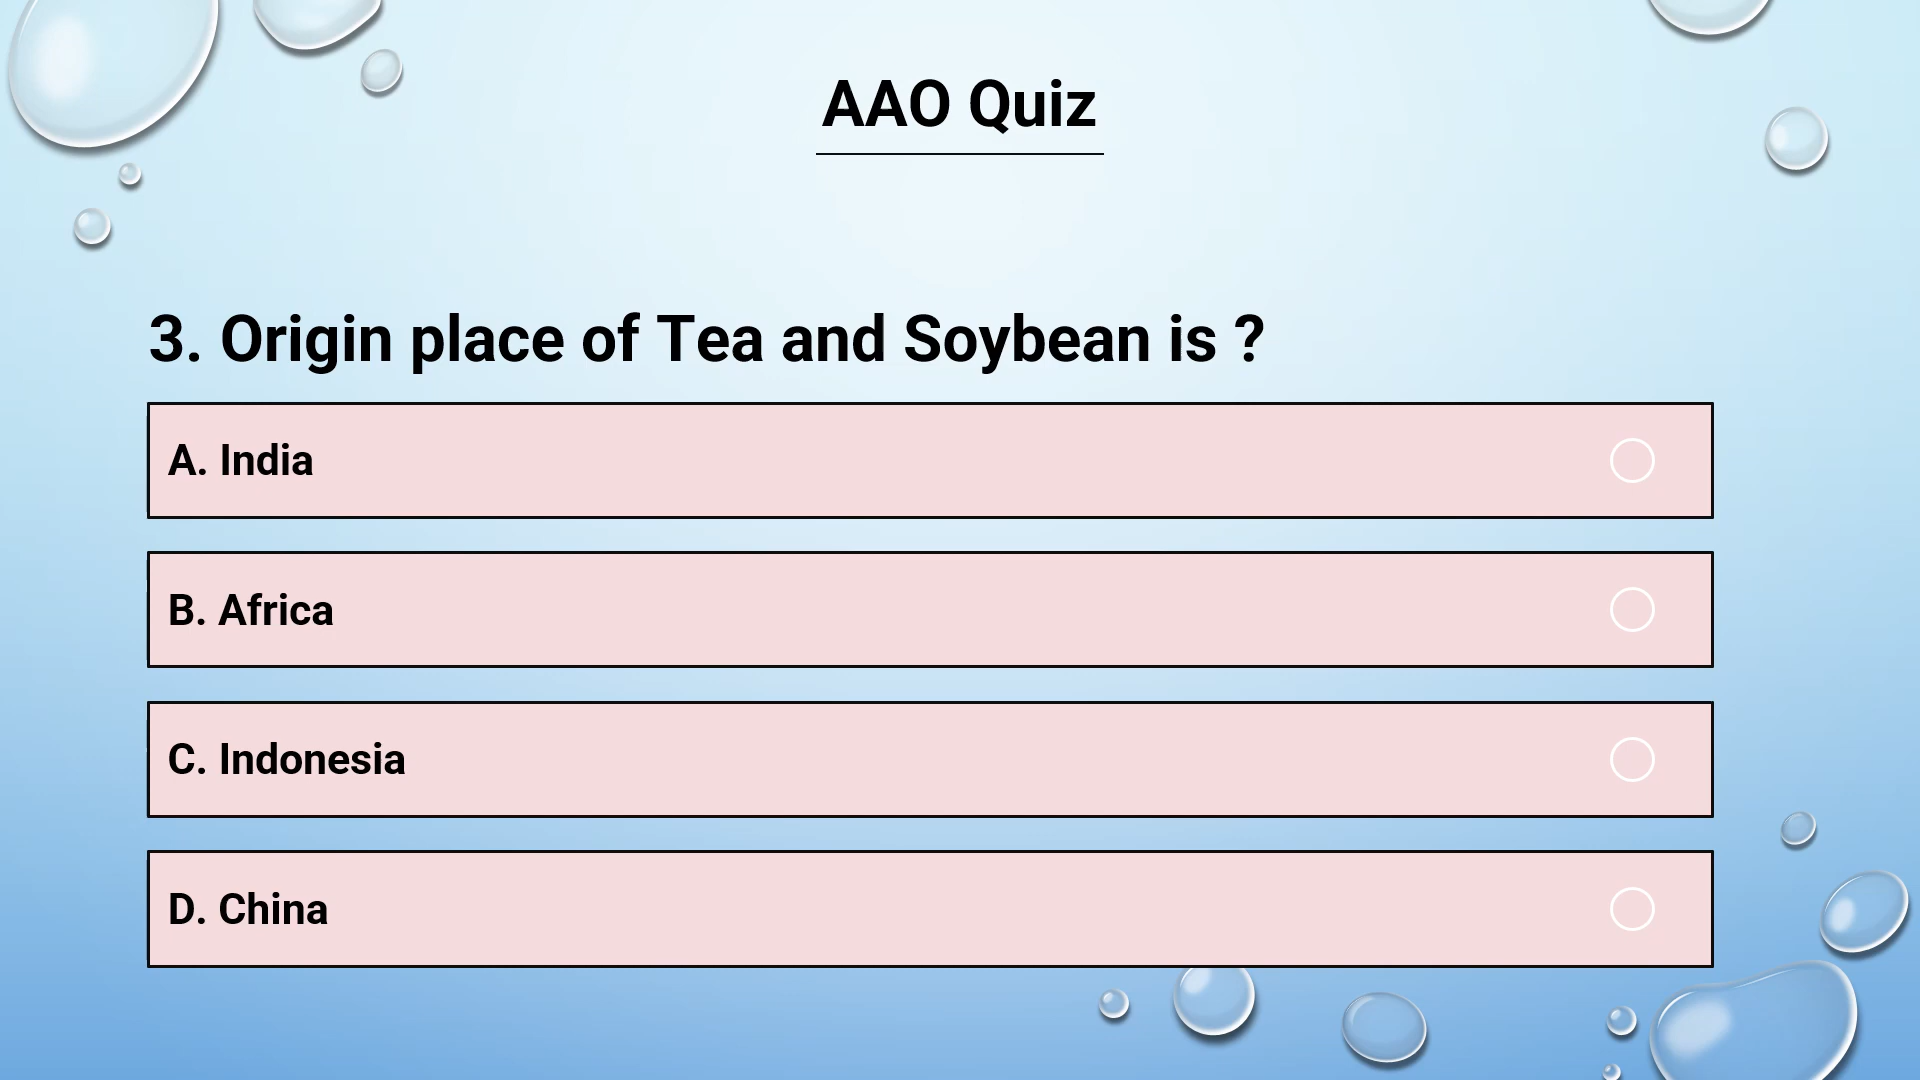 AAO Quiz
3. Origin place of Tea and Soybean is ?
A. India
B. Africa
C. Indonesia
D. China